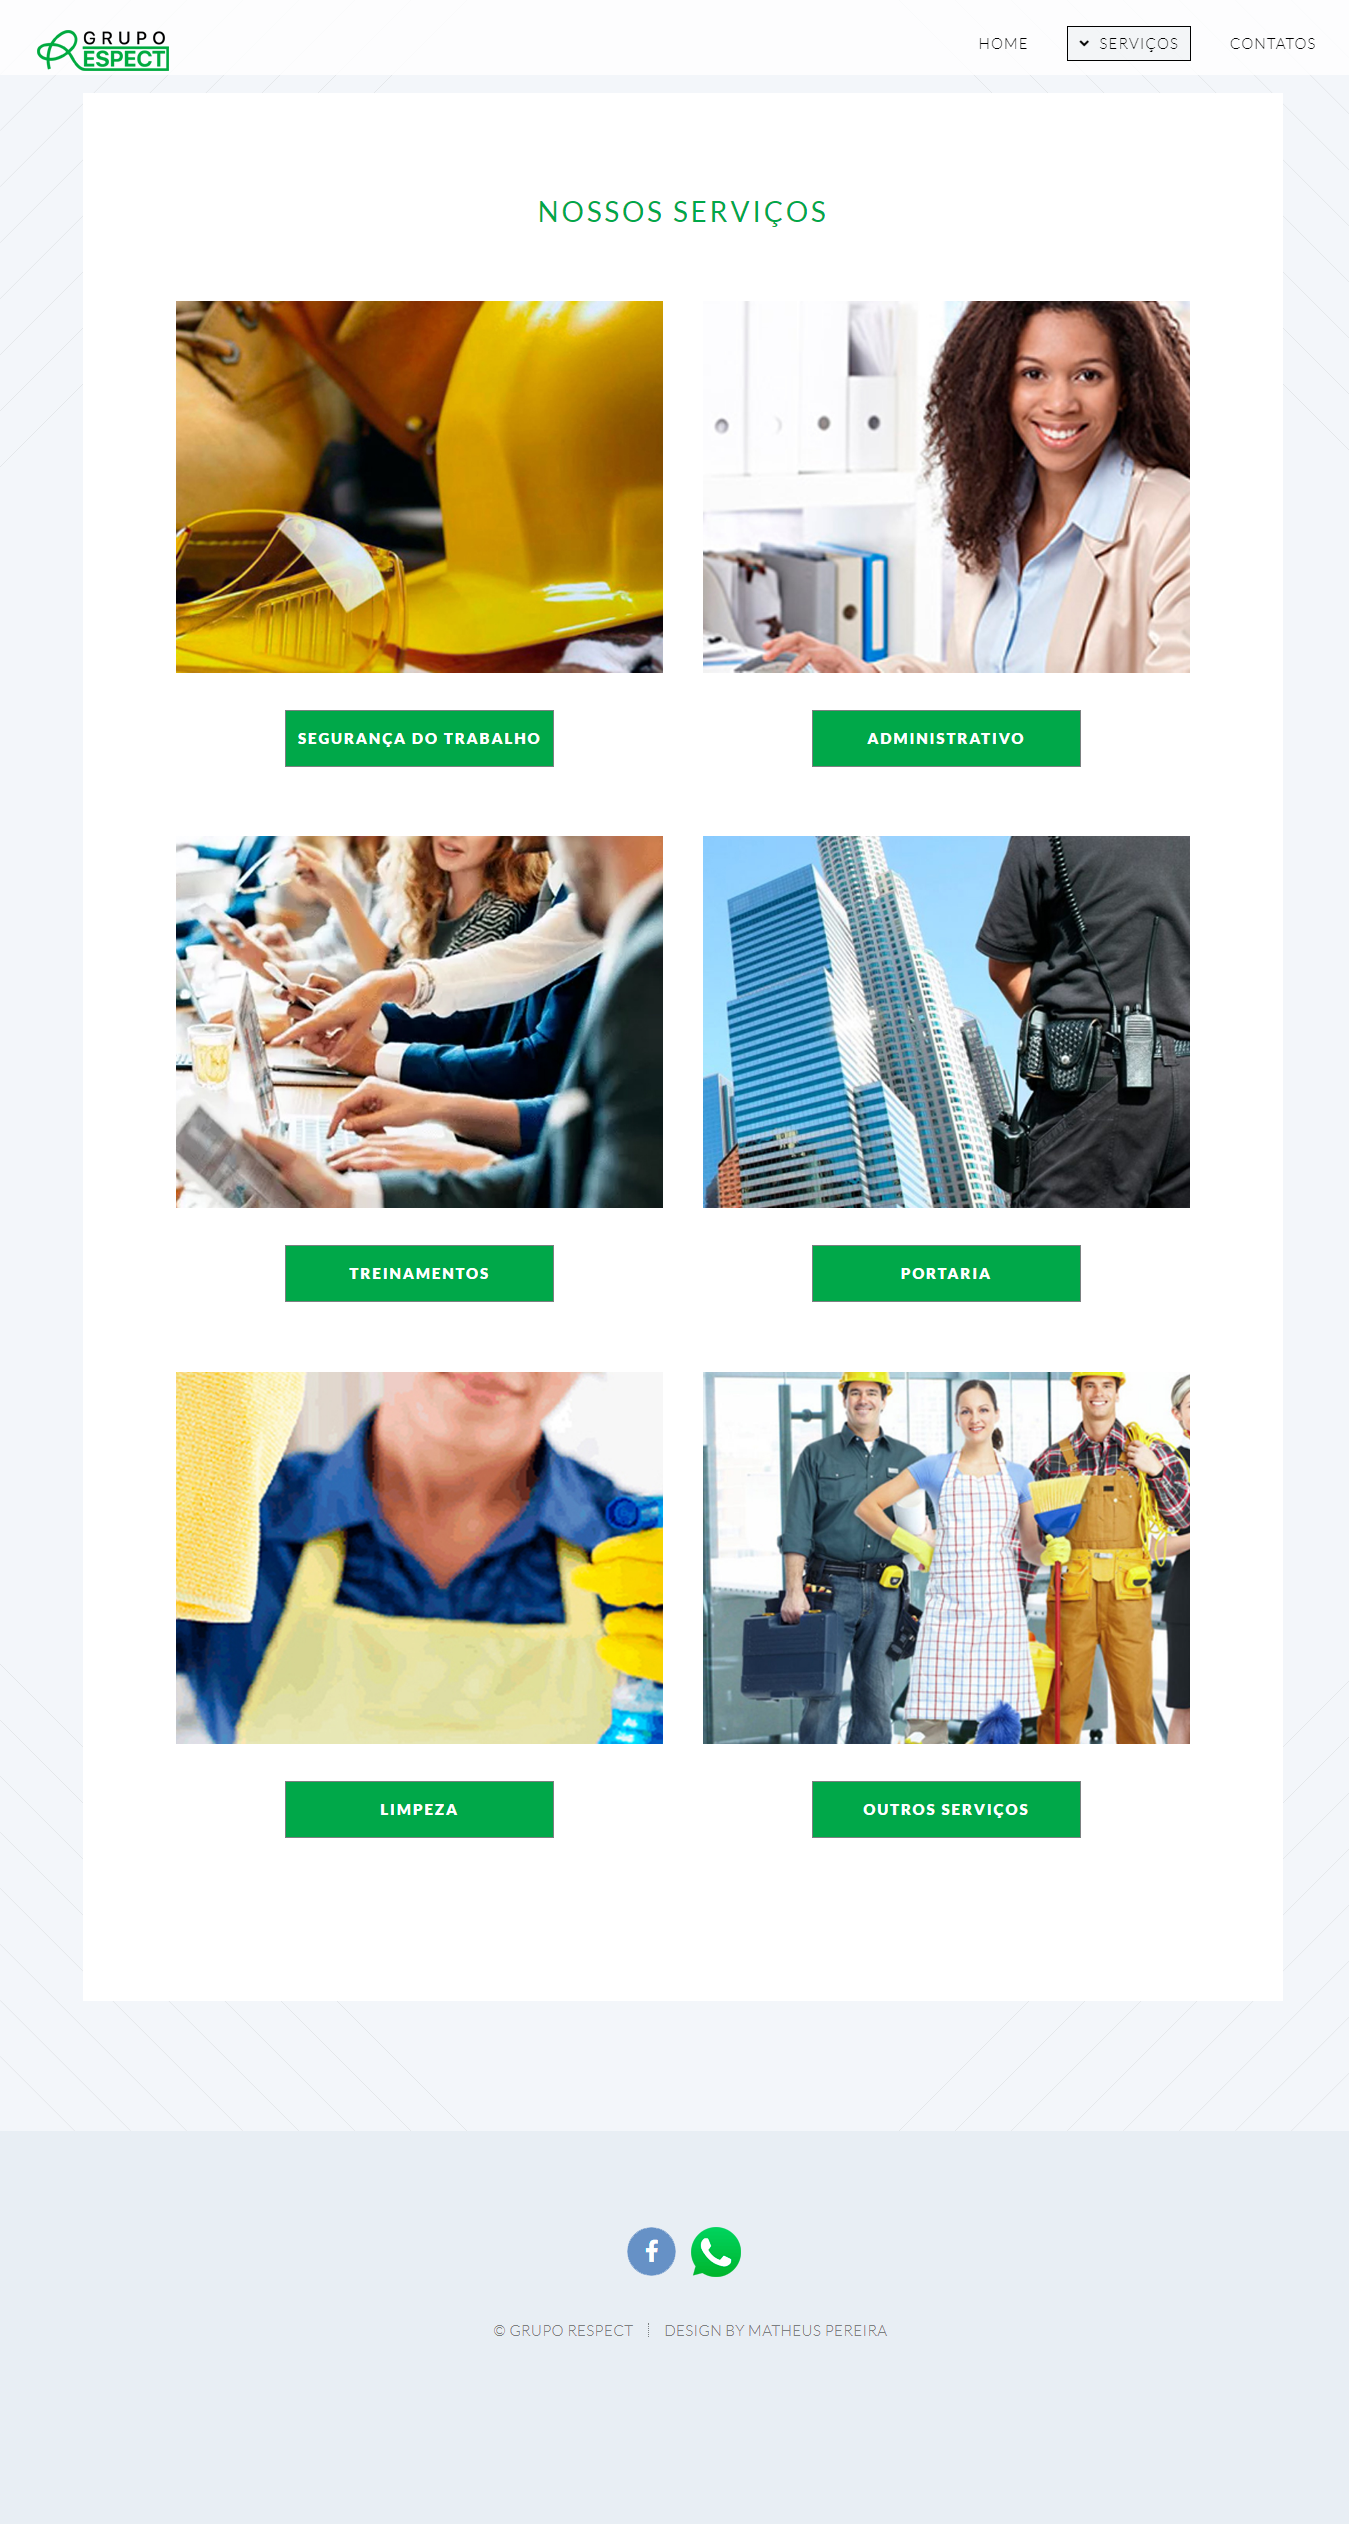 GRUPO
RESPECT
HOME
SERVIÇOS
CONTATOS
NOSSOS SERVIÇOS
SEGURANÇA DO TRABALHO
ADMINISTRATIVO
TREINAMENTOS
PORTARIA
LIMPEZA
OUTROS SERVIÇOS
© GRUPO RESPECT
DESIGN BY MATHEUS PEREIRA